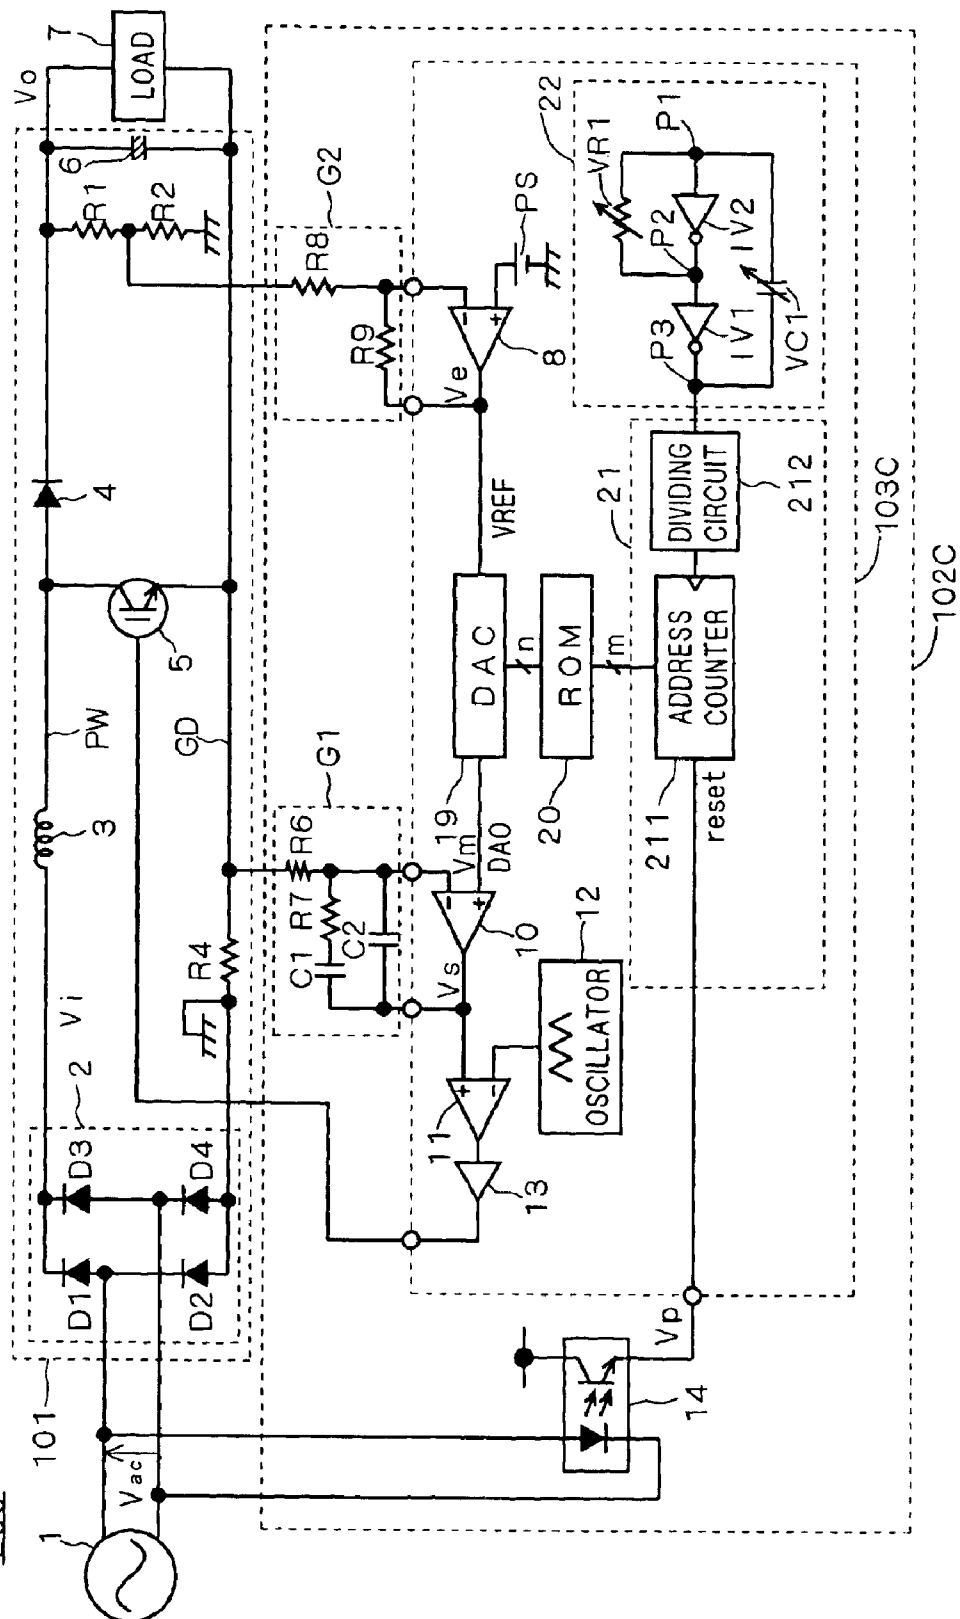 1
Vac
101
D1
D3
D2
D4
2
Vi
3
PW
GD
R4
5
4
R1
R2
6
Vo
7
LOAD
G1
R6
R7
C1
C2
G2
R8
R9
Vs
Vm
DAO
10
11
12
OSCILLATOR
13
19
DAC
n
20
ROM
m
VREF
Ve
8
PS
21
211
ADDRESS
COUNTER
reset
DIVIDING
CIRCUIT
212
22
VR1
P1
P2
P3
IV2
IV1
VC1
14
Vp
103C
102C